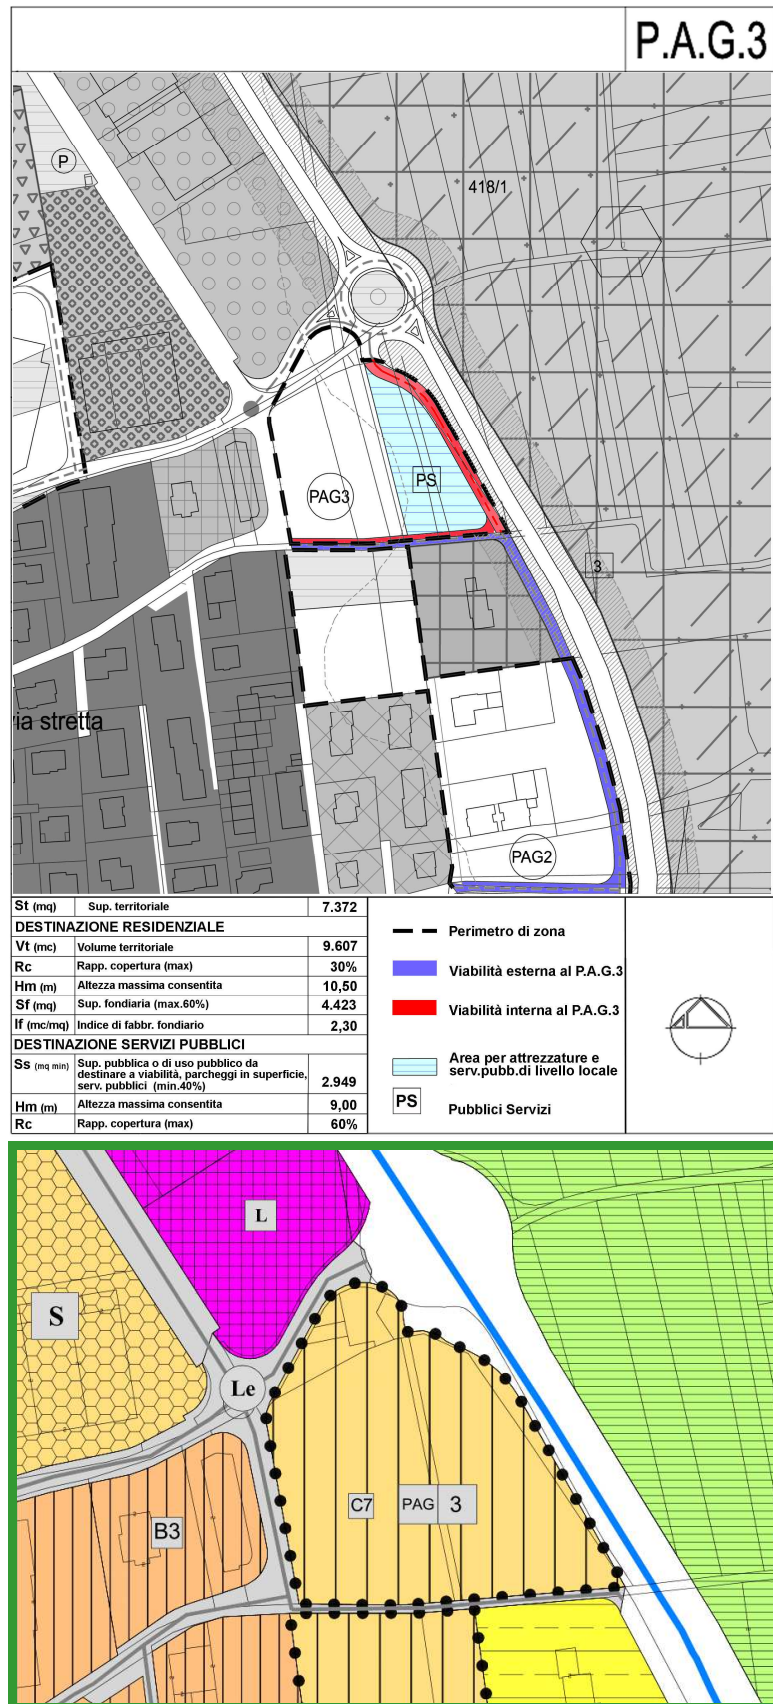 P.A.G.3
P
418/1
PAG3
PS
3
via stretta
PAG2
St (mq) Sup. territoriale 7.372
DESTINAZIONE RESIDENZIALE
Vt (mc) Volume territoriale 9.607
Rc Rapp. copertura (max) 30%
Hm (m) Altezza massima consentita 10,50
Sf (mq) Sup. fondiaria (max.60%) 4.423
If (mc/mq) Indice di fabbr. fondiario 2,30
DESTINAZIONE SERVIZI PUBBLICI
Ss (mq min) Sup. pubblica o di uso pubblico da
destinare a viabilità, parcheggi in superficie,
serv. pubblici (min.40%) 2.949
Hm (m) Altezza massima consentita 9,00
Rc Rapp. copertura (max) 60%
Perimetro di zona
Viabilità esterna al P.A.G.3
Viabilità interna al P.A.G.3
Area per attrezzature e
serv.pubb.di livello locale
PS Pubblici Servizi
L
S
Le
C7 PAG 3
B3